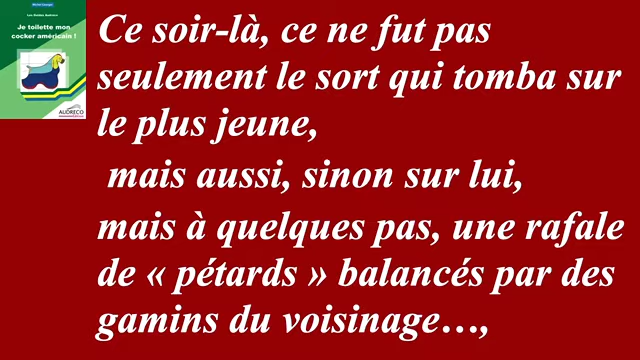 Je toilette mon
cocker américain !
AUDRECO
Ce soir-là, ce ne fut pas
seulement le sort qui tomba sur
le plus jeune,
mais aussi, sinon sur lui,
mais à quelques pas, une rafale
de « pétards » balancés par des
gamins du voisinage…,